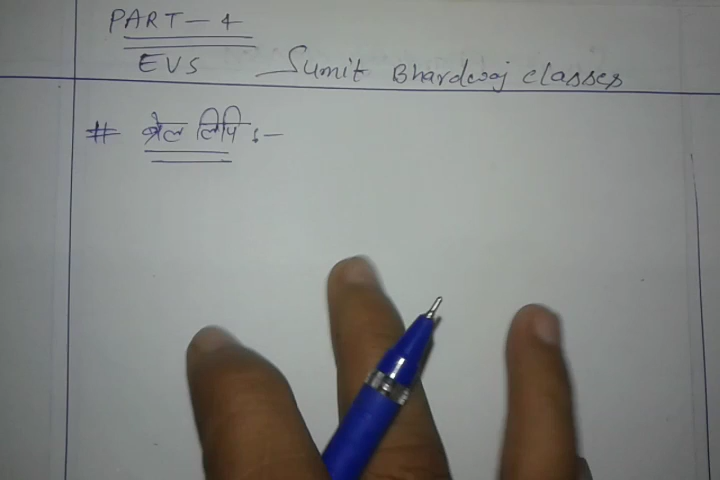 PART - 4
EVS Sumit Bhardwaj classes
# ब्रेल लिपि :-